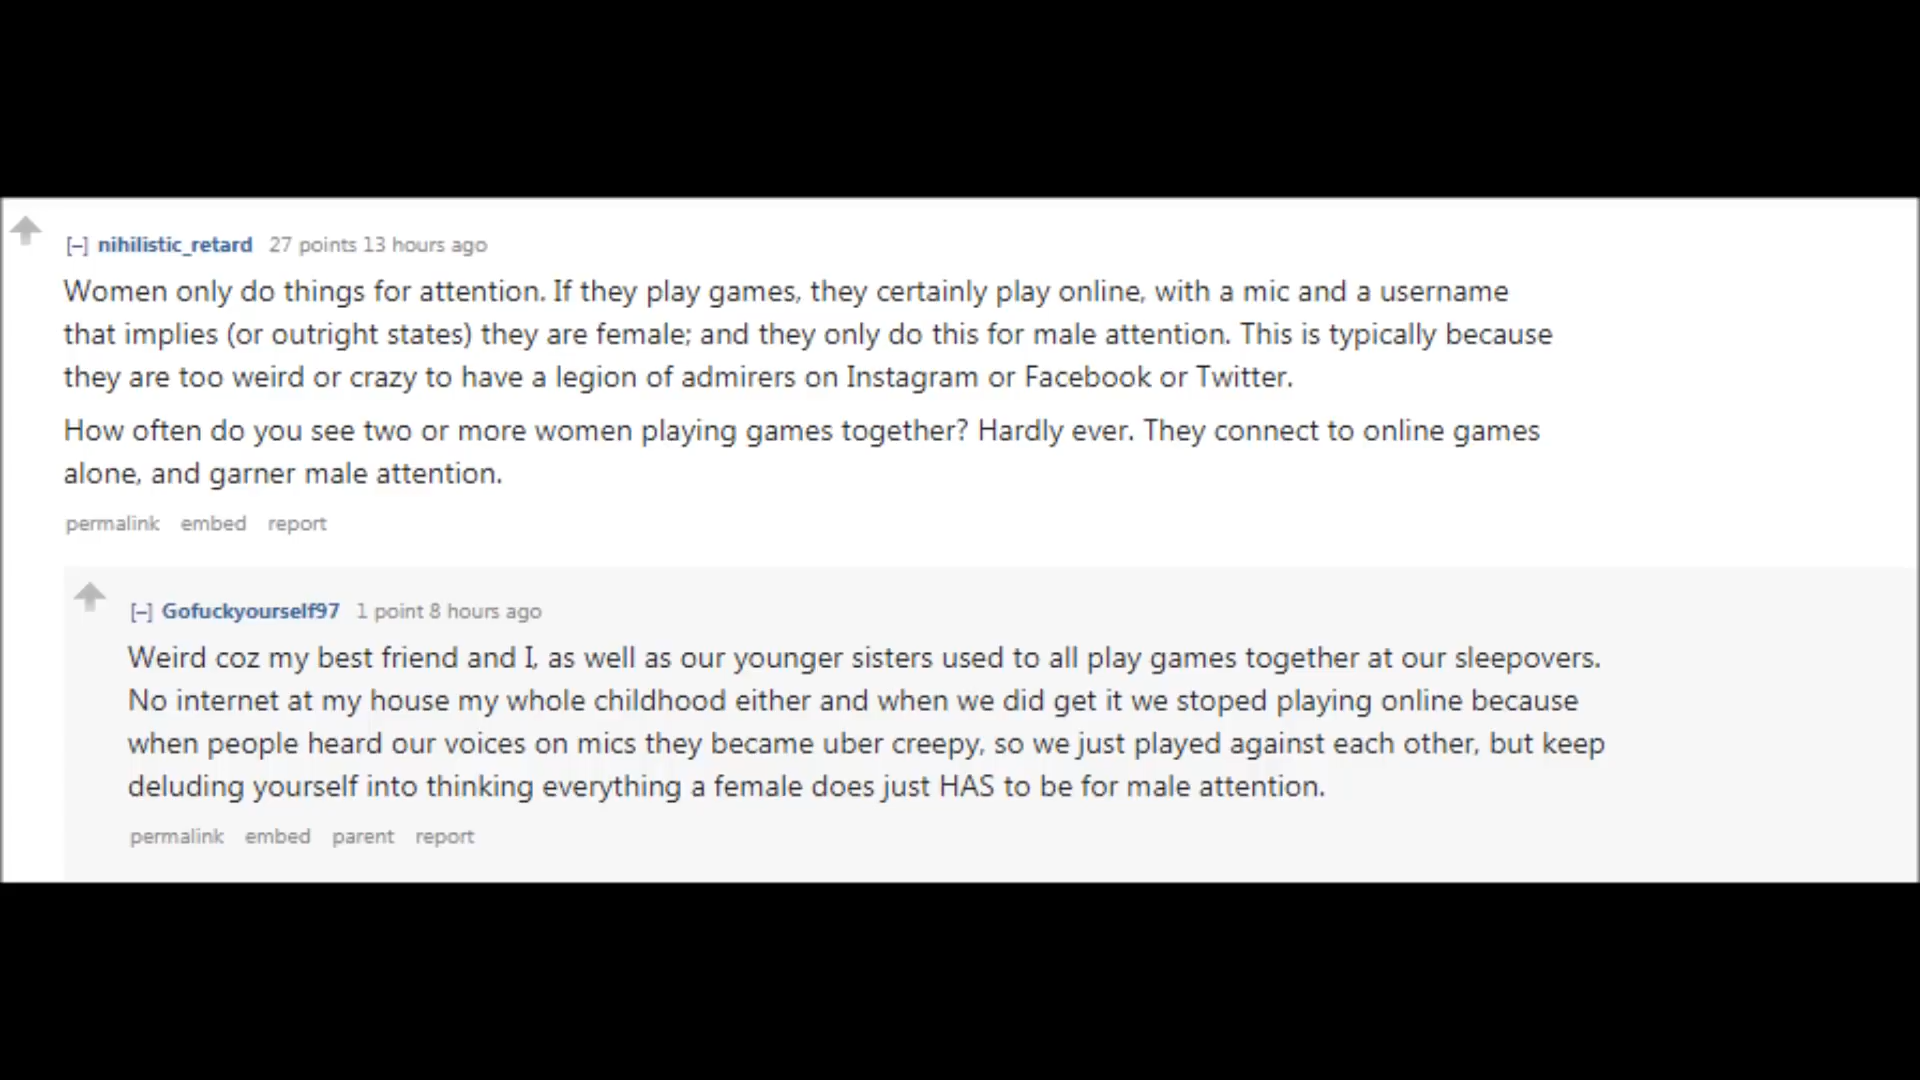 [–] nihilistic_retard 27 points 13 hours ago
Women only do things for attention. If they play games, they certainly play online, with a mic and a username
that implies (or outright states) they are female; and they only do this for male attention. This is typically because
they are too weird or crazy to have a legion of admirers on Instagram or Facebook or Twitter.
How often do you see two or more women playing games together? Hardly ever. They connect to online games
alone, and garner male attention.
permalink embed report
[–] Gofuckyourself97 1 point 8 hours ago
Weird coz my best friend and I, as well as our younger sisters used to all play games together at our sleepovers.
No internet at my house my whole childhood either and when we did get it we stoped playing online because
when people heard our voices on mics they became uber creepy, so we just played against each other, but keep
deluding yourself into thinking everything a female does just HAS to be for male attention.
permalink embed parent report